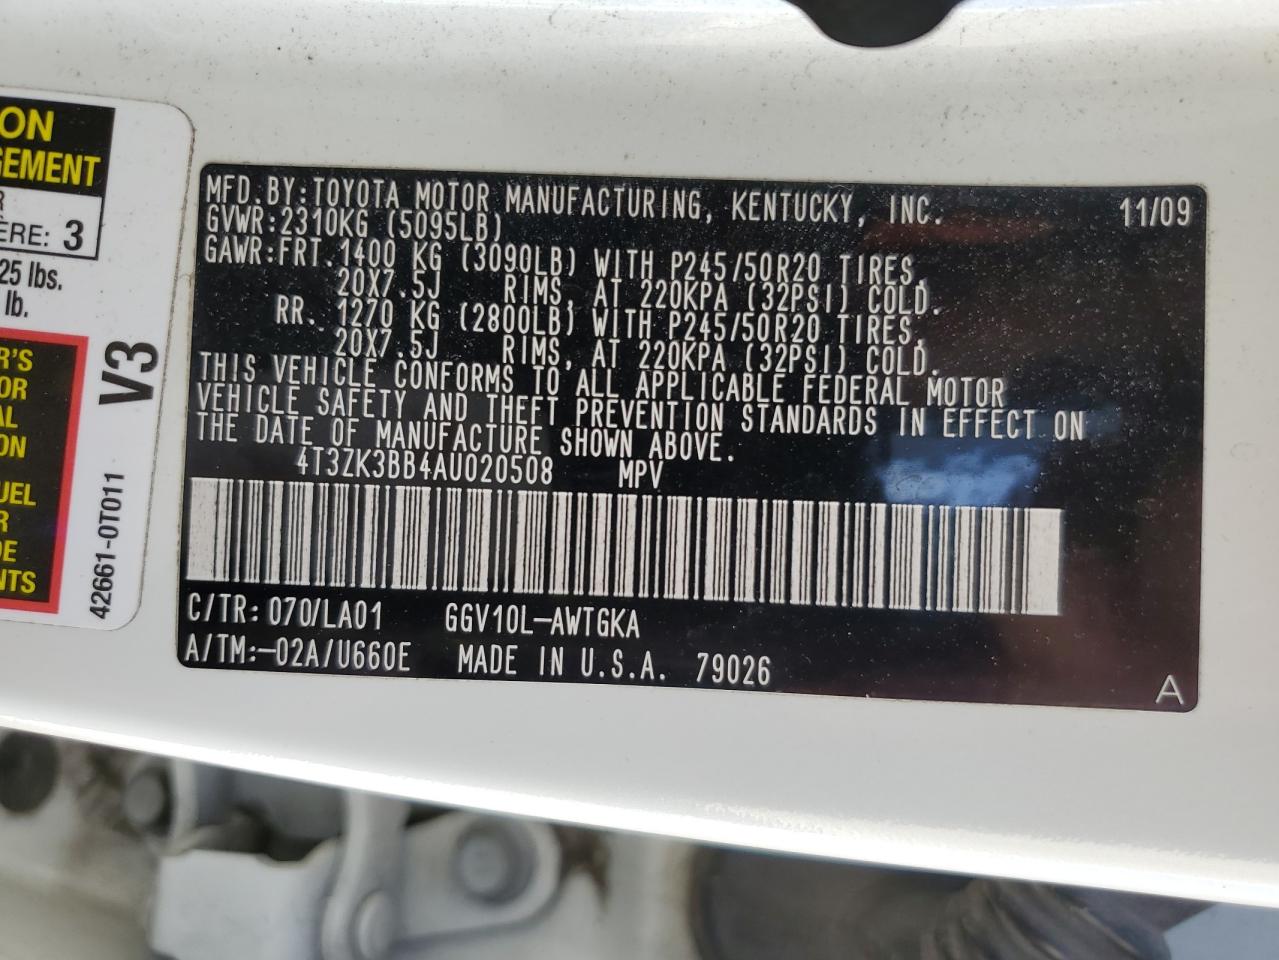 ON
GEMENT
R
ÈRE: 3
25 lbs.
lb.
R'S
OR
AL
ON
UEL
R
DE
NTS
V3
42661-0T011
MFD.BY:TOYOTA MOTOR MANUFACTURING, KENTUCKY, INC. 11/09
GVWR:2310KG (5095LB)
GAWR:FRT.1400 KG (3090LB) WITH P245/50R20 TIRES,
20X7.5J RIMS, AT 220KPA (32PSI) COLD.
RR. 1270 KG (2800LB) WITH P245/50R20 TIRES,
20X7.5J RIMS, AT 220KPA (32PSI) COLD.
THIS VEHICLE CONFORMS TO ALL APPLICABLE FEDERAL MOTOR
VEHICLE SAFETY AND THEFT PREVENTION STANDARDS IN EFFECT ON
THE DATE OF MANUFACTURE SHOWN ABOVE.
4T3ZK3BB4AU020508 MPV
C/TR:070/LA01 GGV10L-AWTGKA
A/TM:-02A/U660E MADE IN U.S.A. 79026
A